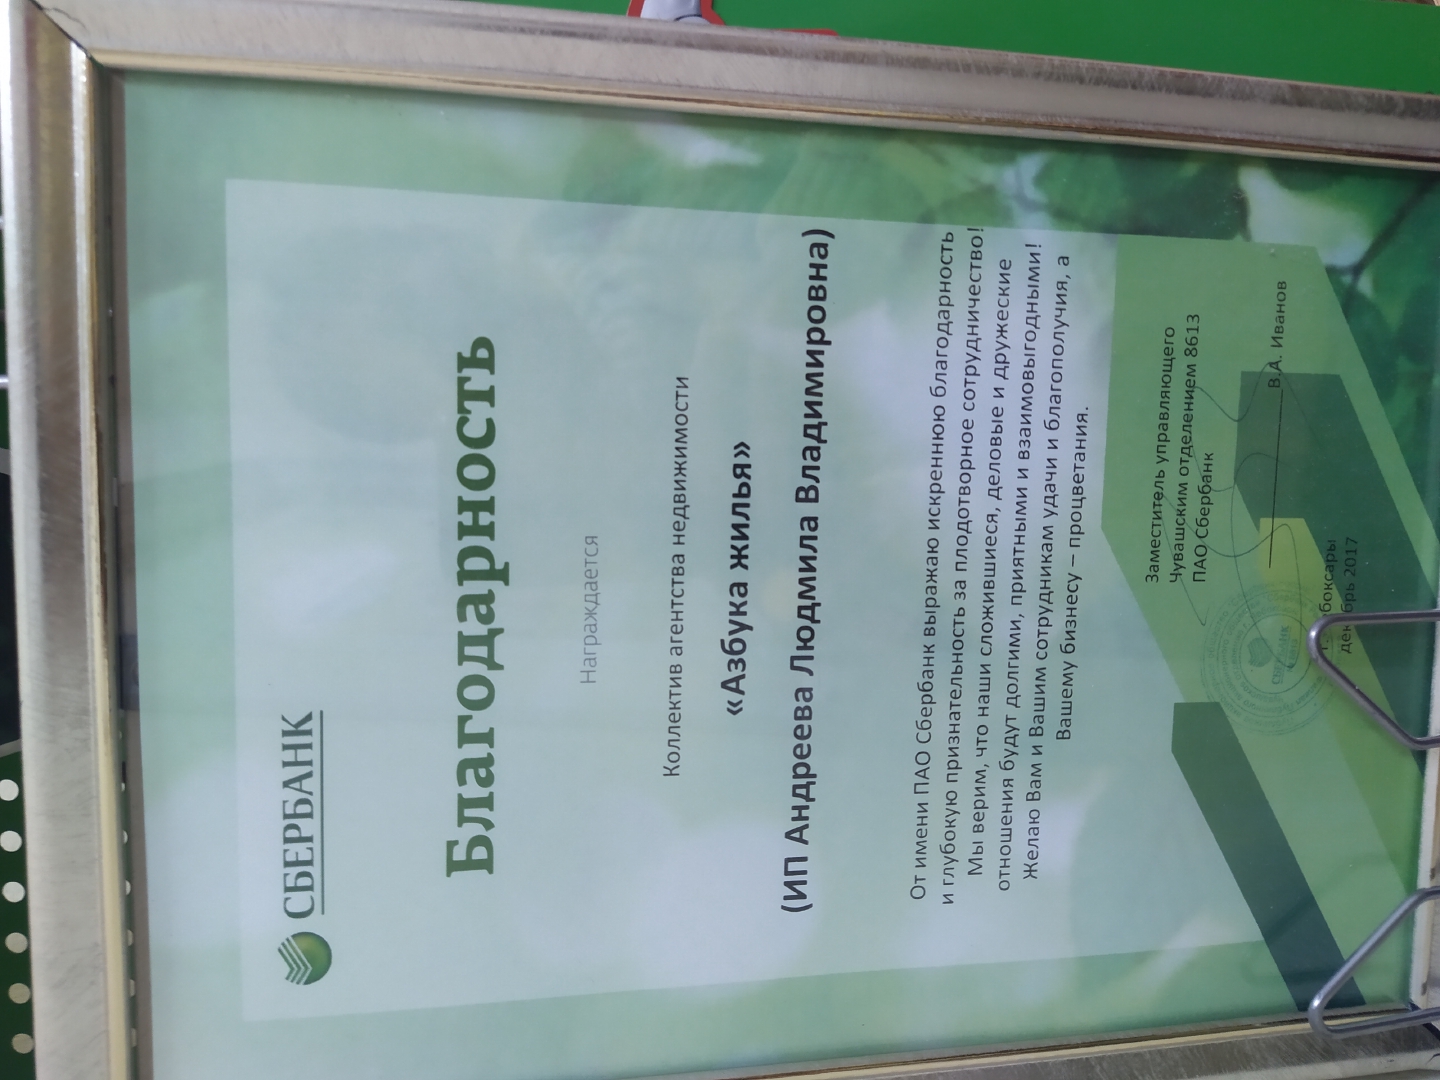 СБЕРБАНК
Благодарность
Награждается
Коллектив агентства недвижимости
«Азбука жилья»
(ИП Андреева Людмила Владимировна)
От имени ПАО Сбербанк выражаю искреннюю благодарность
и глубокую признательность за плодотворное сотрудничество!
Мы верим, что наши сложившиеся, деловые и дружеские
отношения будут долгими, приятными и взаимовыгодными!
Желаю Вам и Вашим сотрудникам удачи и благополучия, а
Вашему бизнесу – процветания.
Заместитель управляющего
Чувашским отделением 8613
ПАО Сбербанк
В.А. Иванов
2017